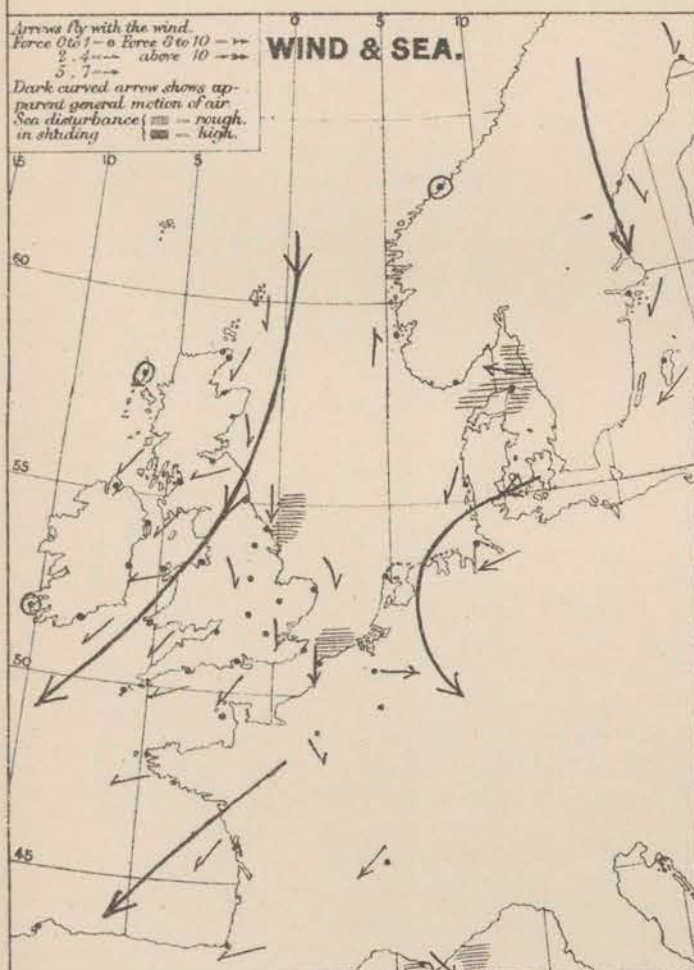 WIND & SEA.
Arrows fly with the wind.
Force 0 to 1 — Force 8 to 10 —
2 . 4 — above 10 —
5 . 7 —
Dark curved arrow shows ap-
parent general motion of air
Sea disturbance { — rough.
in shading { — high.
0
10
15
10
5
5
60
55
50
45